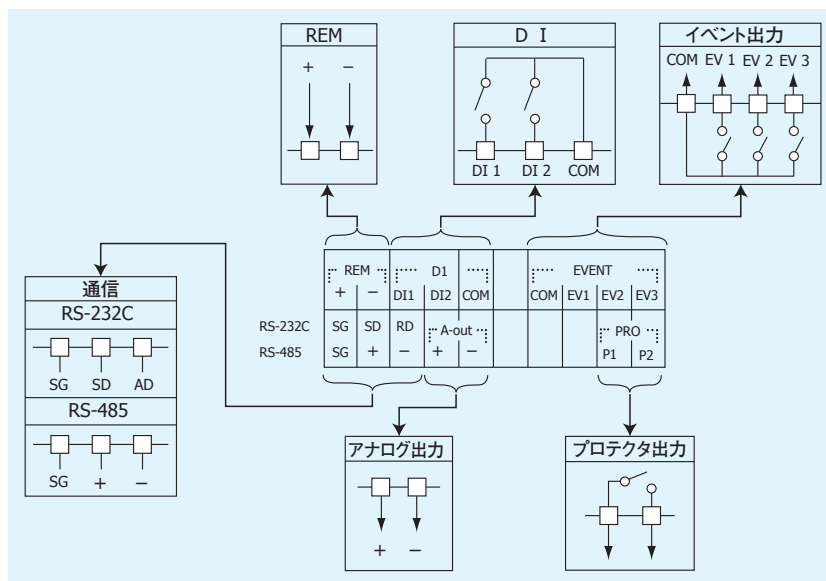 REM
+ −
D I
DI 1 DI 2 COM
イベント出力
COM EV 1 EV 2 EV 3
REM D1 EVENT
+ − DI1 DI2 COM COM EV1 EV2 EV3
RS-232C SG SD RD A-out PRO
RS-485 SG + − + − P1 P2
通信
RS-232C
SG SD AD
RS-485
SG + −
アナログ出力
+ −
プロテクタ出力